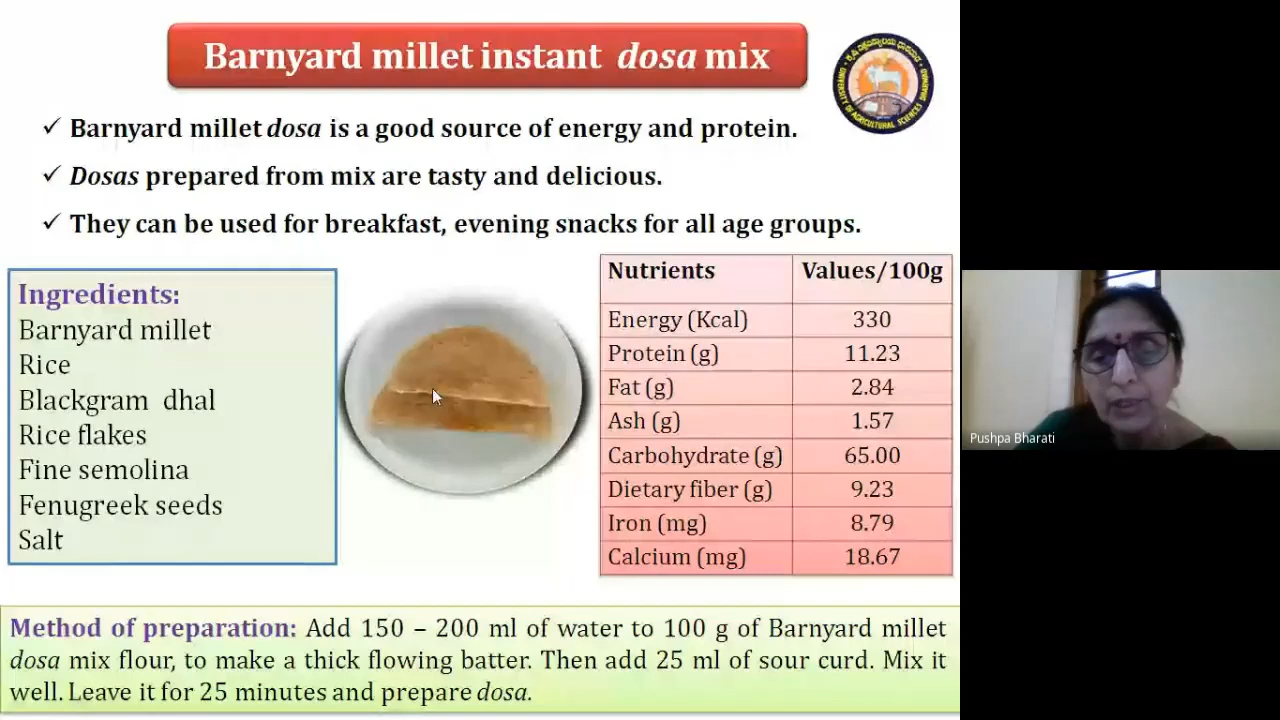 Barnyard millet instant dosa mix
✓ Barnyard millet dosa is a good source of energy and protein.
✓ Dosas prepared from mix are tasty and delicious.
✓ They can be used for breakfast, evening snacks for all age groups.
Ingredients:
Barnyard millet
Rice
Blackgram dhal
Rice flakes
Fine semolina
Fenugreek seeds
Salt
Nutrients Values/100g
Energy (Kcal) 330
Protein (g) 11.23
Fat (g) 2.84
Ash (g) 1.57
Carbohydrate (g) 65.00
Dietary fiber (g) 9.23
Iron (mg) 8.79
Calcium (mg) 18.67
Method of preparation: Add 150 – 200 ml of water to 100 g of Barnyard millet
dosa mix flour, to make a thick flowing batter. Then add 25 ml of sour curd. Mix it
well. Leave it for 25 minutes and prepare dosa.
UNIVERSITY OF AGRICULTURAL SCIENCES DHARWAD
Pushpa Bharati